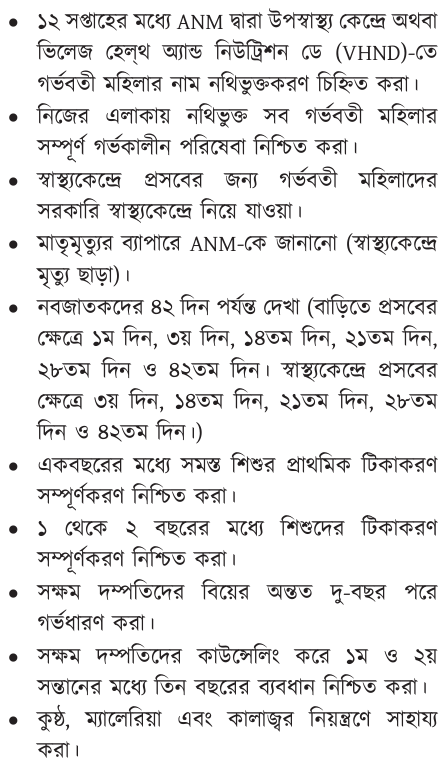 • ১২ সপ্তাহের মধ্যে ANM দ্বারা উপস্বাস্থ্য কেন্দ্রে অথবা
ভিলেজ হেল্‌থ অ্যান্ড নিউট্রিশন ডে (VHND)-তে
গর্ভবতী মহিলার নাম নথিভুক্তকরণ চিহ্নিত করা।
• নিজের এলাকায় নথিভুক্ত সব গর্ভবতী মহিলার
সম্পূর্ণ গর্ভকালীন পরিষেবা নিশ্চিত করা।
• স্বাস্থ্যকেন্দ্রে প্রসবের জন্য গর্ভবতী মহিলাদের
সরকারি স্বাস্থ্যকেন্দ্রে নিয়ে যাওয়া।
• মাতৃমৃত্যুর ব্যাপারে ANM-কে জানানো (স্বাস্থ্যকেন্দ্রে
মৃত্যু ছাড়া)।
• নবজাতকদের ৪২ দিন পর্যন্ত দেখা (বাড়িতে প্রসবের
ক্ষেত্রে ১ম দিন, ৩য় দিন, ১৪তম দিন, ২১তম দিন,
২৮তম দিন ও ৪২তম দিন। স্বাস্থ্যকেন্দ্রে প্রসবের
ক্ষেত্রে ৩য় দিন, ১৪তম দিন, ২১তম দিন, ২৮তম
দিন ও ৪২তম দিন।)
• একবছরের মধ্যে সমস্ত শিশুর প্রাথমিক টিকাকরণ
সম্পূর্ণকরণ নিশ্চিত করা।
• ১ থেকে ২ বছরের মধ্যে শিশুদের টিকাকরণ
সম্পূর্ণকরণ নিশ্চিত করা।
• সক্ষম দম্পতিদের বিয়ের অন্তত দু-বছর পরে
গর্ভধারণ করা।
• সক্ষম দম্পতিদের কাউন্সেলিং করে ১ম ও ২য়
সন্তানের মধ্যে তিন বছরের ব্যবধান নিশ্চিত করা।
• কুষ্ঠ, ম্যালেরিয়া এবং কালাজ্বর নিয়ন্ত্রণে সাহায্য
করা।